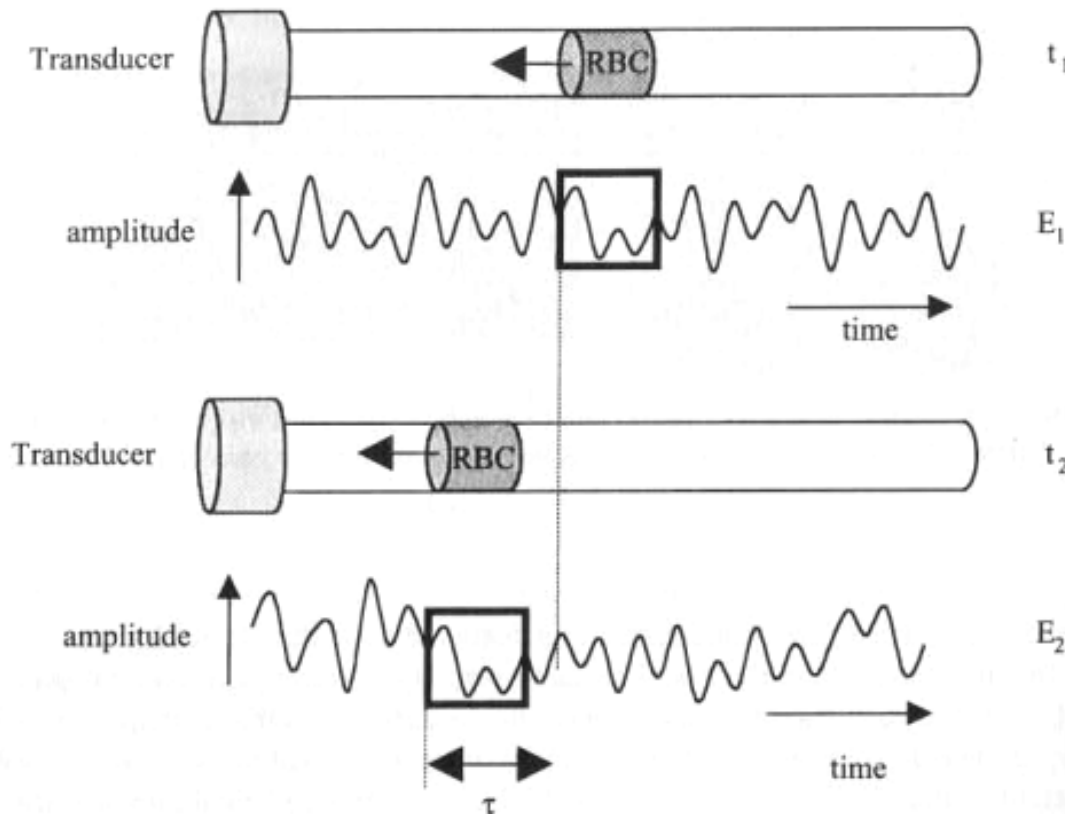 Transducer RBC t1
amplitude E1
time
Transducer RBC t2
amplitude E2
time
τ